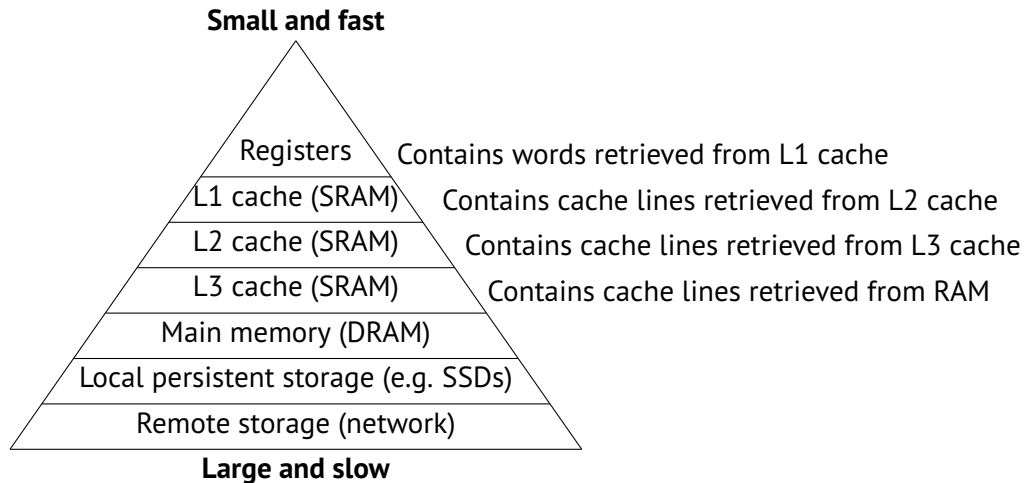 Small and fast
Registers Contains words retrieved from L1 cache
L1 cache (SRAM) Contains cache lines retrieved from L2 cache
L2 cache (SRAM) Contains cache lines retrieved from L3 cache
L3 cache (SRAM) Contains cache lines retrieved from RAM
Main memory (DRAM)
Local persistent storage (e.g. SSDs)
Remote storage (network)
Large and slow